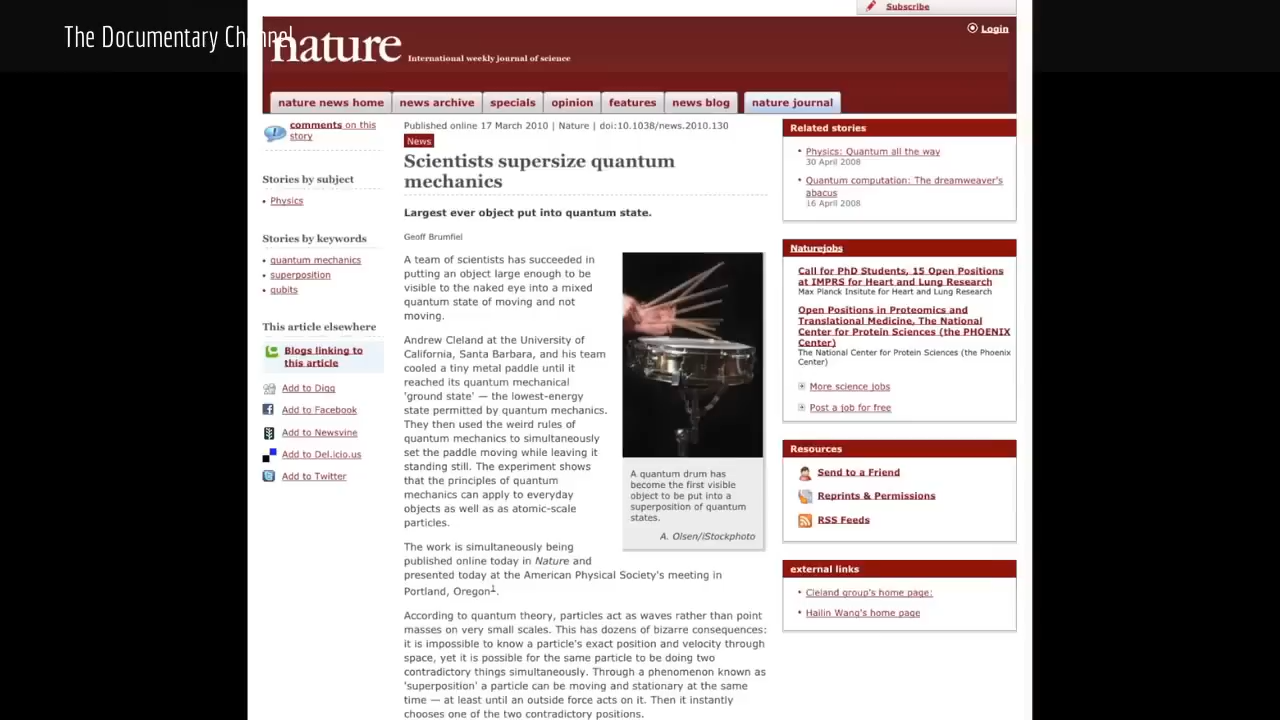 Subscribe
The Documentary Channel
nature International weekly journal of science
Login
nature news home news archive specials opinion features news blog nature journal
comments on this
story
Stories by subject
Physics
Stories by keywords
quantum mechanics
superposition
qubits
This article elsewhere
Blogs linking to
this article
Add to Digg
Add to Facebook
Add to Newsvine
Add to Del.icio.us
Add to Twitter
Published online 17 March 2010 | Nature | doi:10.1038/news.2010.130
News
Scientists supersize quantum
mechanics
Largest ever object put into quantum state.
Geoff Brumfiel
A team of scientists has succeeded in
putting an object large enough to be
visible to the naked eye into a mixed
quantum state of moving and not
moving.
Andrew Cleland at the University of
California, Santa Barbara, and his team
cooled a tiny metal paddle until it
reached its quantum mechanical
'ground state' — the lowest-energy
state permitted by quantum mechanics.
They then used the weird rules of
quantum mechanics to simultaneously
set the paddle moving while leaving it
standing still. The experiment shows
that the principles of quantum
mechanics can apply to everyday
objects as well as as atomic-scale
particles.
A quantum drum has
become the first visible
object to be put into a
superposition of quantum
states.
A. Olsen/iStockphoto
The work is simultaneously being
published online today in Nature and
presented today at the American Physical Society's meeting in
Portland, Oregon1.
According to quantum theory, particles act as waves rather than point
masses on very small scales. This has dozens of bizarre consequences:
it is impossible to know a particle's exact position and velocity through
space, yet it is possible for the same particle to be doing two
contradictory things simultaneously. Through a phenomenon known as
'superposition' a particle can be moving and stationary at the same
time — at least until an outside force acts on it. Then it instantly
chooses one of the two contradictory positions.
Related stories
Physics: Quantum all the way
30 April 2008
Quantum computation: The dreamweaver's
abacus
16 April 2008
Naturejobs
Call for PhD Students, 15 Open Positions
at IMPRS for Heart and Lung Research
Max Planck Insitute for Heart and Lung Research
Open Positions in Proteomics and
Translational Medicine, The National
Center for Protein Sciences (the PHOENIX
Center)
The National Center for Protein Sciences (the Phoenix
Center)
More science jobs
Post a job for free
Resources
Send to a Friend
Reprints & Permissions
RSS Feeds
external links
Cleland group's home page:
Hailin Wang's home page